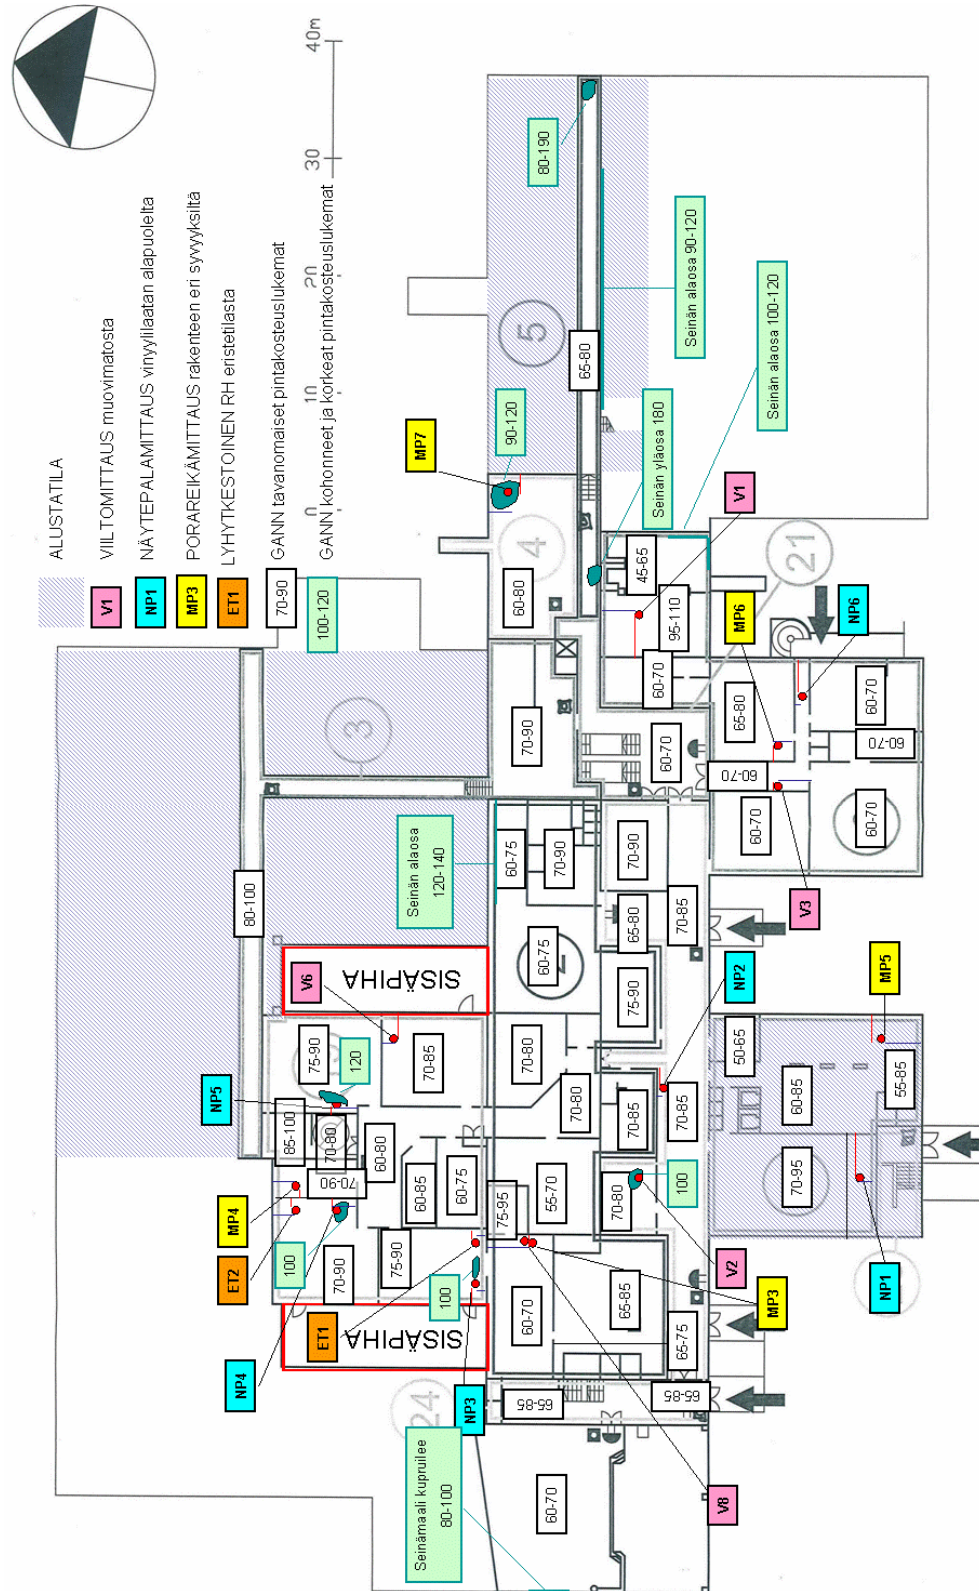 ALUSTATILA
V1 VIILTOMITTAUS muovimatosta
NP1 NÄYTEPALAMITTAUS vinyylilaatan alapuolelta
MP3 PORAREIKÄMITTAUS rakenteen eri syvyyksiltä
ET1 LYHYTKESTOINEN RH eristetilasta
70-90 GANN tavanomaiset pintakosteuslukemat
100-120 GANN kohonneet ja korkeat pintakosteuslukemat
0 10 20 30 40m
80-190
5
65-80
Seinän alaosa 90-120
Seinän alaosa 100-120
90-120
MP7
Seinän yläosa 180
4
60-80
V1
45-65
95-110
21
MP6
NP6
60-70
3
70-90
60-70
65-80
60-70
60-70
60-70
60-70
60-70
V3
80-100
Seinän alaosa
120-140
60-75
70-90
70-90
65-80
70-85
60-75
75-90
SISÄPIHA
V6
NP2
MP5
75-90
120
70-85
70-80
50-65
NP5
85-100
70-80
60-80
70-80
70-85
70-85
60-85
55-85
MP4
70-90
60-85
60-75
75-95
55-70
70-80
100
70-95
ET2
100
70-90
75-90
100
V2
NP1
NP4
SISÄPIHA
ET1
60-70
65-85
MP3
65-75
24
NP3
65-85
65-85
V8
Seinämaali kupruilee
80-100
60-70